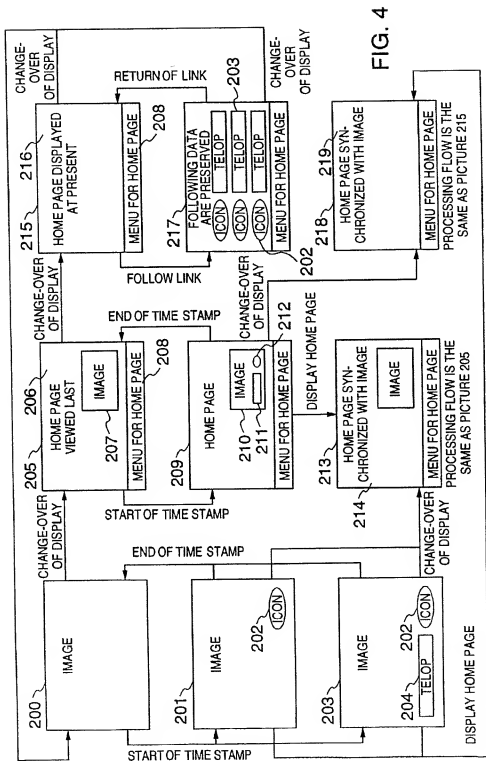 CHANGE-OVER
OF DISPLAY
200
IMAGE
START OF TIME STAMP
END OF TIME STAMP
201
IMAGE
202
ICON
203
IMAGE
204
TELOP
202
ICON
DISPLAY HOME PAGE
CHANGE-OVER
OF DISPLAY
CHANGE-OVER
OF DISPLAY
205
206
HOME PAGE
VIEWED LAST
IMAGE
207
MENU FOR HOME PAGE
208
START OF TIME STAMP
END OF TIME STAMP
209
HOME PAGE
IMAGE
210
211
212
MENU FOR HOME PAGE
DISPLAY HOME PAGE
213
HOME PAGE SYN-
CHRONIZED WITH IMAGE
214
IMAGE
MENU FOR HOME PAGE
PROCESSING FLOW IS THE
SAME AS PICTURE 205
CHANGE-OVER
OF DISPLAY
CHANGE-OVER
OF DISPLAY
215
216
HOME PAGE DISPLAYED
AT PRESENT
MENU FOR HOME PAGE
208
FOLLOW LINK
RETURN OF LINK
217
FOLLOWING DATA
ARE PRESERVED
ICON
TELOP
203
ICON
TELOP
ICON
TELOP
202
MENU FOR HOME PAGE
CHANGE-OVER
OF DISPLAY
218
219
HOME PAGE SYN-
CHRONIZED WITH IMAGE
MENU FOR HOME PAGE
PROCESSING FLOW IS THE
SAME AS PICTURE 215
FIG. 4